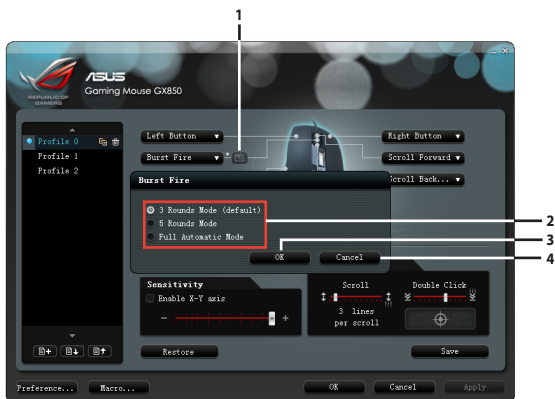 1
REPUBLIC OF
GAMERS
ASUS
Gaming Mouse GX850
Profile 0
Profile 1
Profile 2
Left Button
Right Button
Burst Fire
Scroll Forward
Scroll Back...
Burst Fire
3 Rounds Mode (default)
5 Rounds Mode
Full Automatic Mode
2
OK
3
Cancel
4
Sensitivity
Enable X-Y axis
Scroll
Double Click
3 lines
per scroll
Restore
Save
Preference...
Macro...
OK
Cancel
Apply